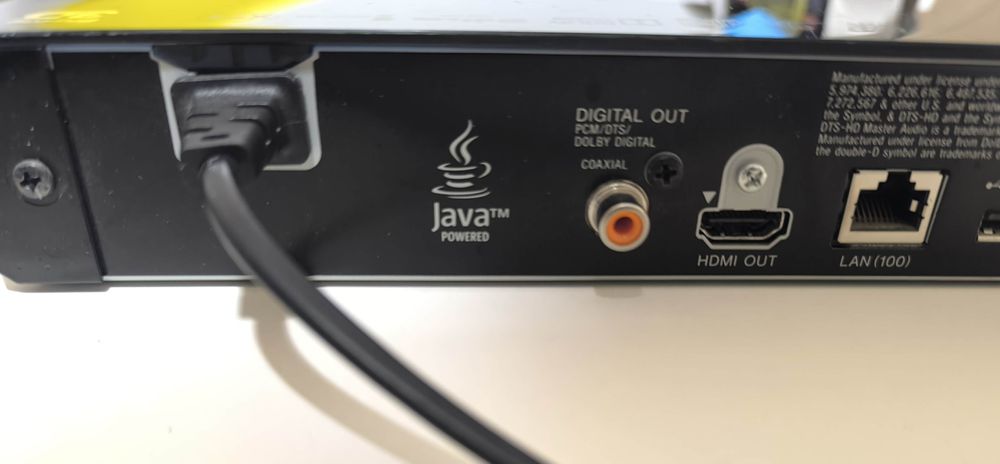 Java™
POWERED
DIGITAL OUT
PCM/DTS/
DOLBY DIGITAL
COAXIAL
HDMI OUT
LAN(100)
Manufactured under license under
5,974,380; 6,226,616; 6,487,535;
7,272,567 & other U.S. and worldw
the Symbol, & DTS-HD and the Sym
DTS-HD Master Audio is a trademark
Manufactured under license from Dol
the double-D symbol are trademarks o